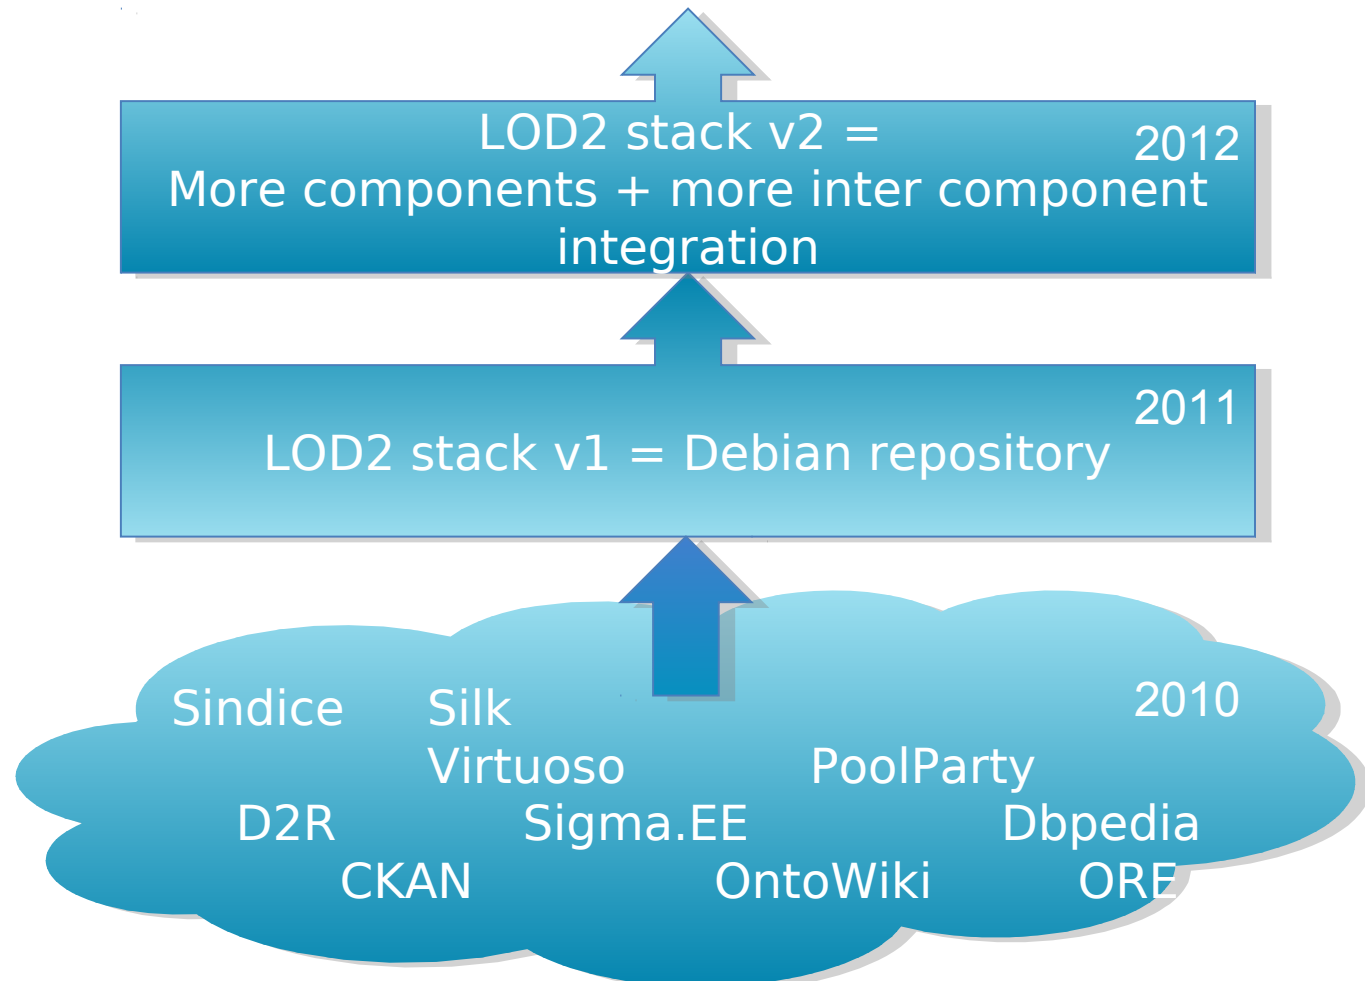 LOD2 stack v2 =
2012
More components + more inter component
integration
2011
LOD2 stack v1 = Debian repository
2010
Sindice Silk
Virtuoso PoolParty
D2R Sigma.EE Dbpedia
CKAN OntoWiki ORE